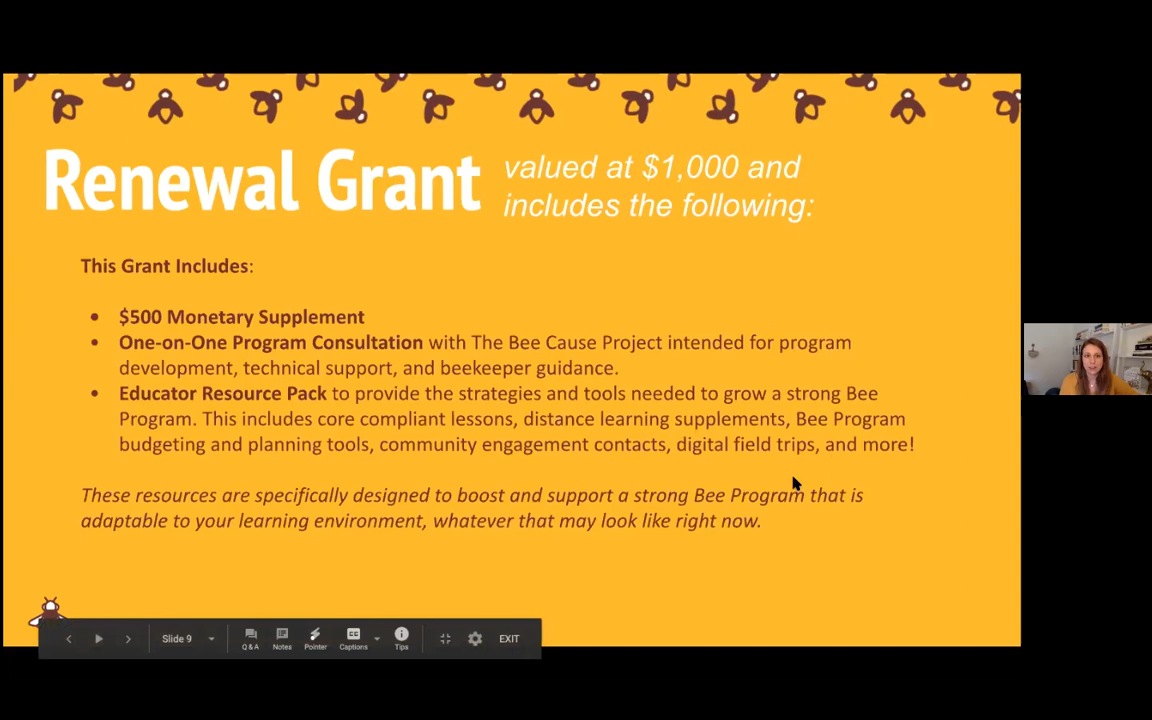 Renewal Grant
valued at $1,000 and
includes the following:
This Grant Includes:
• $500 Monetary Supplement
• One-on-One Program Consultation with The Bee Cause Project intended for program
development, technical support, and beekeeper guidance.
• Educator Resource Pack to provide the strategies and tools needed to grow a strong Bee
Program. This includes core compliant lessons, distance learning supplements, Bee Program
budgeting and planning tools, community engagement contacts, digital field trips, and more!
These resources are specifically designed to boost and support a strong Bee Program that is
adaptable to your learning environment, whatever that may look like right now.
Slide 9
Q&A
Notes
Pointer
CC
Captions
Tips
EXIT